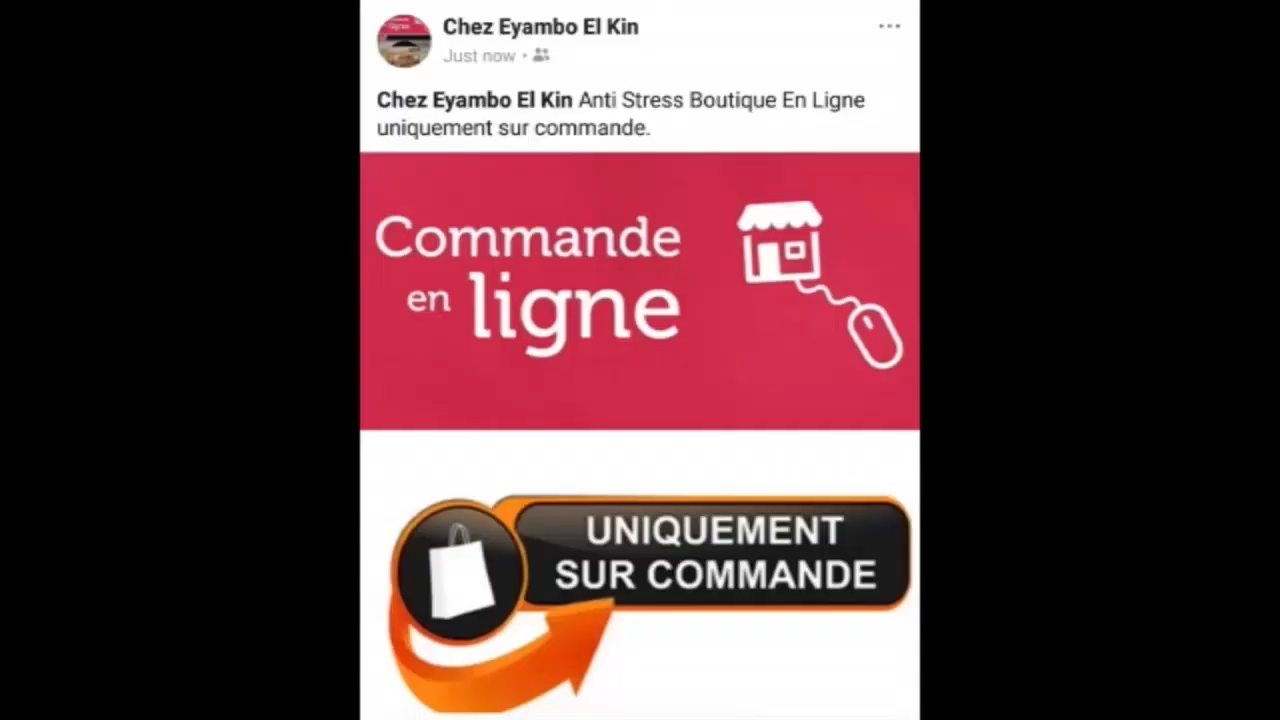 Chez Eyambo El Kin
Just now
Chez Eyambo El Kin Anti Stress Boutique En Ligne
uniquement sur commande.
Commande
en ligne
UNIQUEMENT
SUR COMMANDE